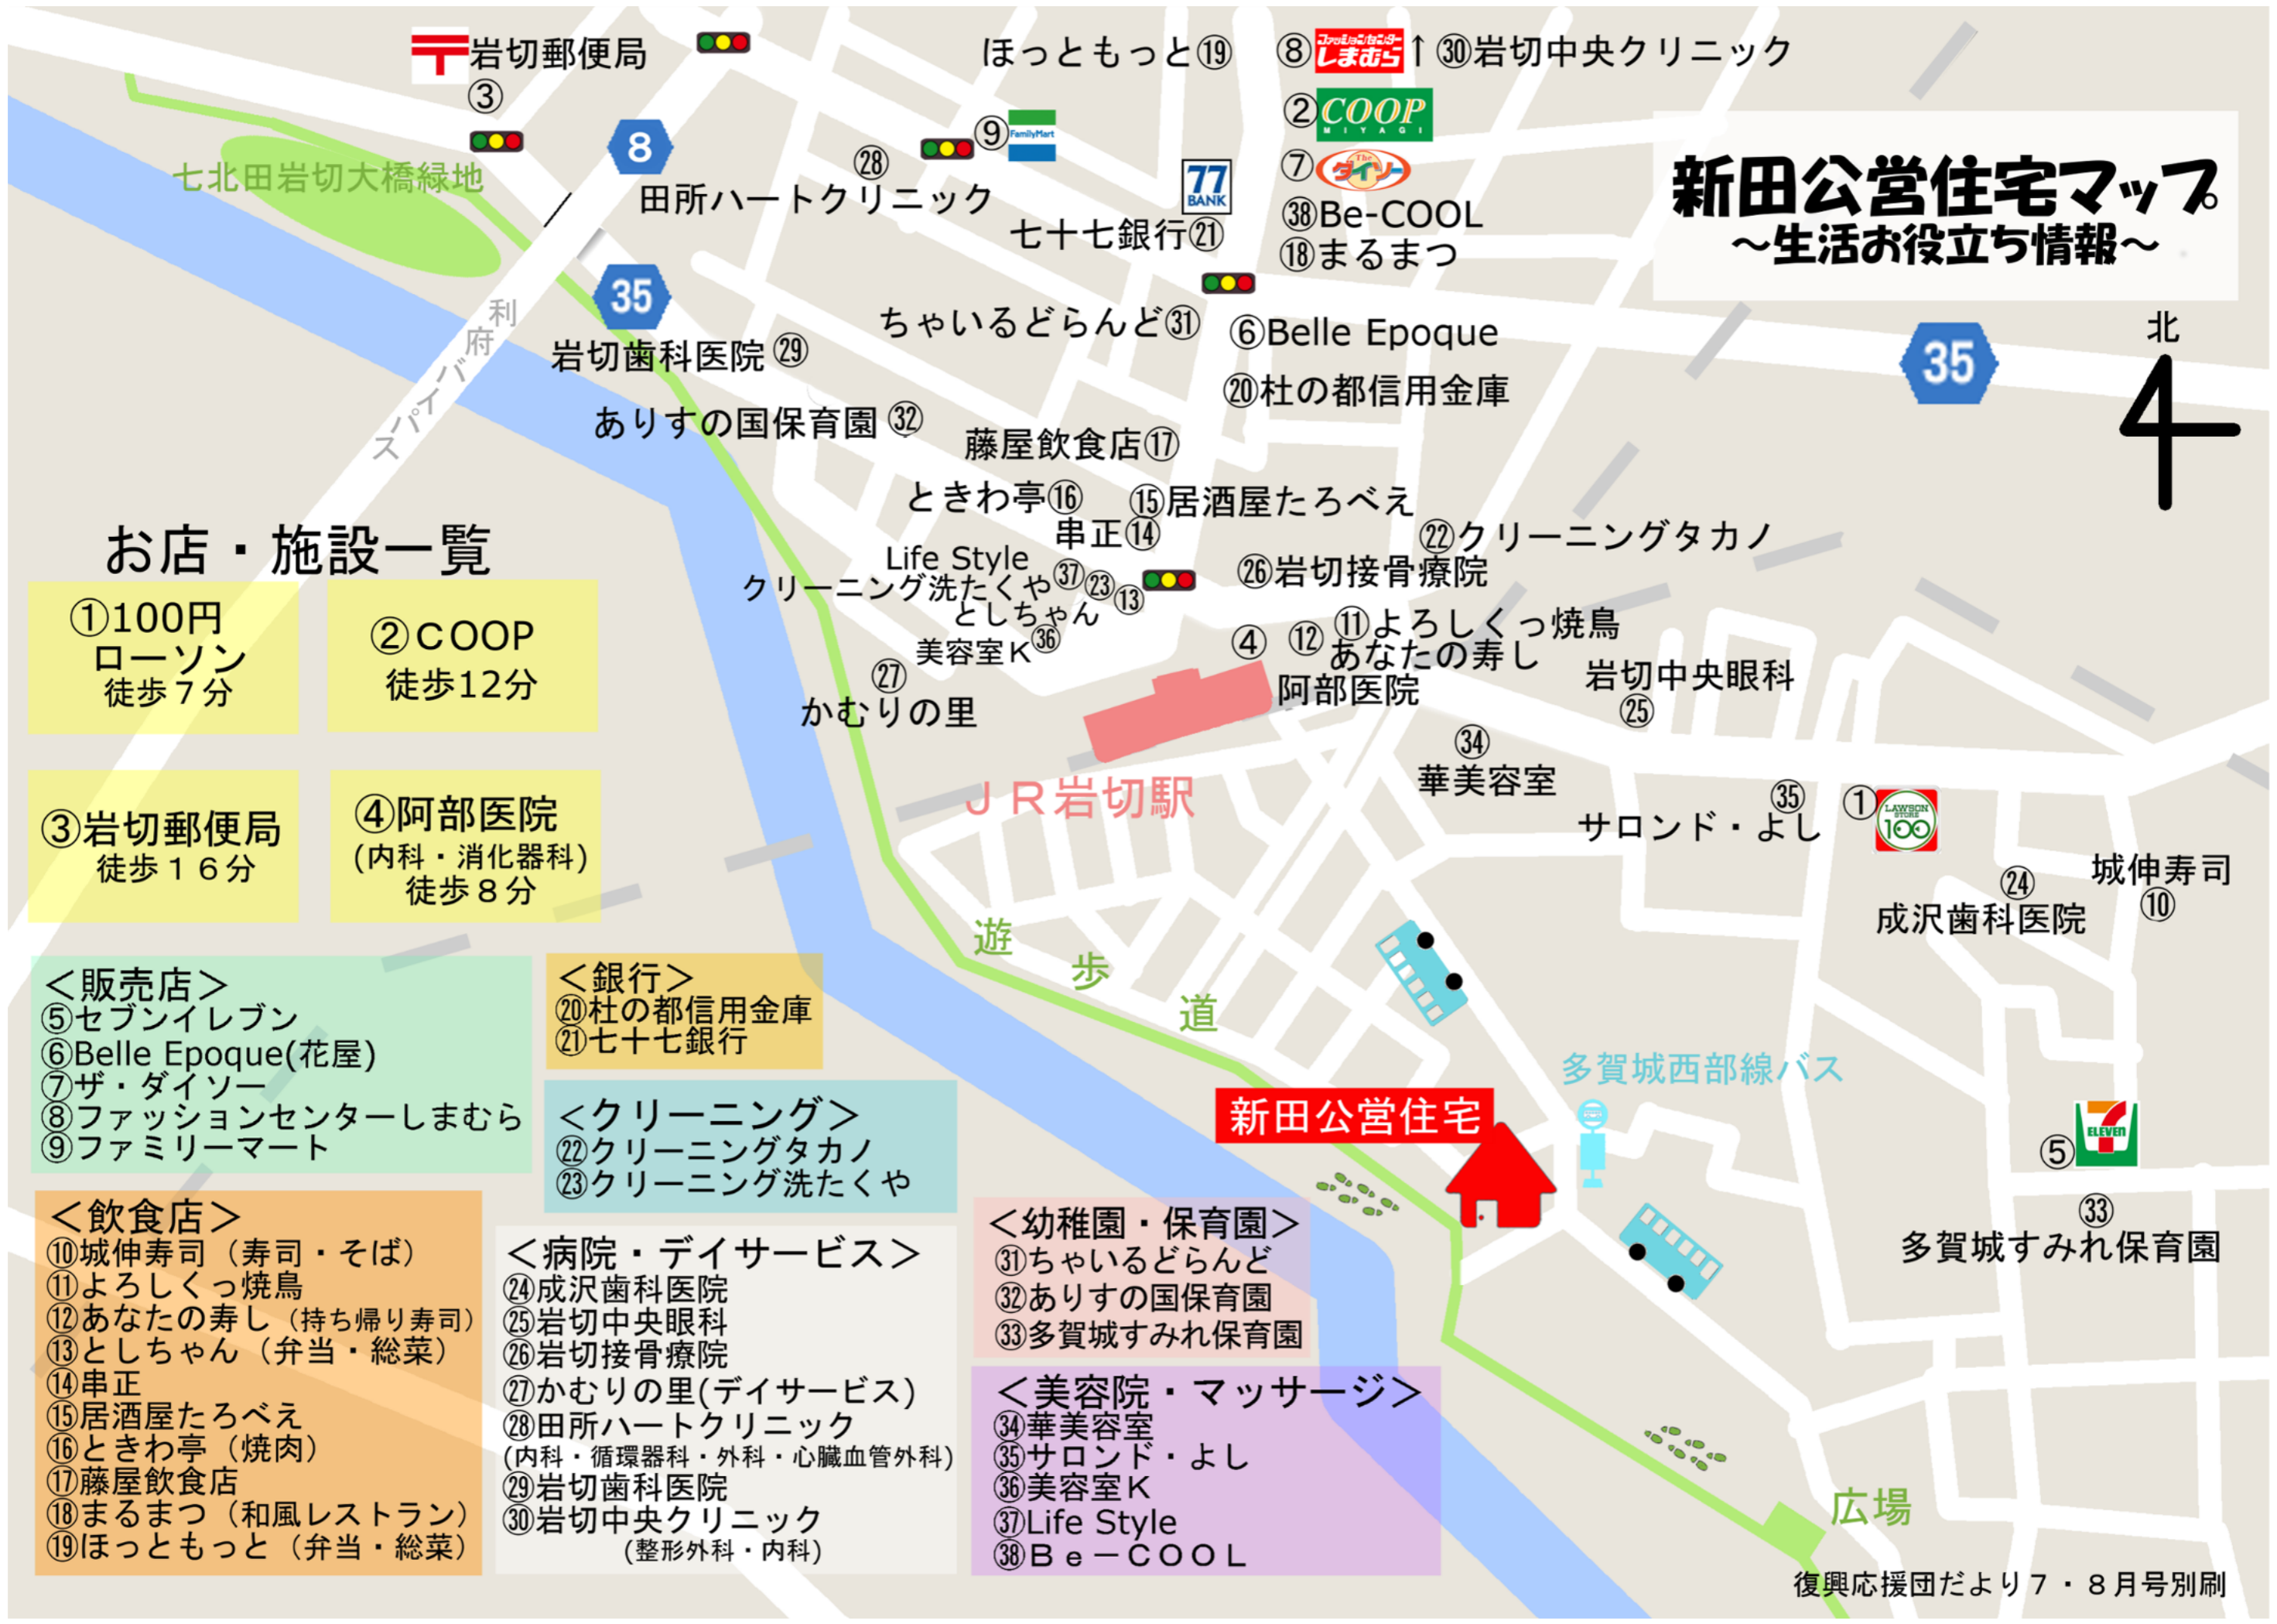 岩切郵便局
③
ほっともっと⑲
⑧ファッションセンターしまむら↑㉚岩切中央クリニック
②COOP
MIYAGI
⑨FamilyMart
8
㉘
田所ハートクリニック
七北田岩切大橋緑地
77
BANK
七十七銀行㉑
⑦Theダイソー
㊳Be-COOL
⑱まるまつ
新田公営住宅マップ
～生活お役立ち情報～
北
35
35
利府バイパス
岩切歯科医院㉙
ちゃいるどらんど㉛
⑥Belle Epoque
⑳杜の都信用金庫
ありすの国保育園㉜
藤屋飲食店⑰
ときわ亭⑯
⑮居酒屋たろべえ
串正⑭
㉒クリーニングタカノ
Life Style㊲
クリーニング洗たくや㉓
としちゃん⑬
㉖岩切接骨療院
美容室K㊱
④
阿部医院
⑪よろしくっ焼鳥
⑫あなたの寿し
㉗
かむりの里
岩切中央眼科
㉕
㉞
華美容室
JR岩切駅
㉟
サロンド・よし
①LAWSON
STORE
100
城伸寿司
⑩
㉔
成沢歯科医院
遊歩道
多賀城西部線バス
新田公営住宅
⑤7
ELEVEn
㉝
多賀城すみれ保育園
広場
お店・施設一覧
①100円
ローソン
徒歩７分
②COOP
徒歩12分
③岩切郵便局
徒歩１６分
④阿部医院
(内科・消化器科)
徒歩８分
＜販売店＞
⑤セブンイレブン
⑥Belle Epoque(花屋)
⑦ザ・ダイソー
⑧ファッションセンターしまむら
⑨ファミリーマート
＜銀行＞
⑳杜の都信用金庫
㉑七十七銀行
＜クリーニング＞
㉒クリーニングタカノ
㉓クリーニング洗たくや
＜飲食店＞
⑩城伸寿司（寿司・そば）
⑪よろしくっ焼鳥
⑫あなたの寿し（持ち帰り寿司）
⑬としちゃん（弁当・総菜）
⑭串正
⑮居酒屋たろべえ
⑯ときわ亭（焼肉）
⑰藤屋飲食店
⑱まるまつ（和風レストラン）
⑲ほっともっと（弁当・総菜）
＜病院・デイサービス＞
㉔成沢歯科医院
㉕岩切中央眼科
㉖岩切接骨療院
㉗かむりの里(デイサービス)
㉘田所ハートクリニック
(内科・循環器科・外科・心臓血管外科)
㉙岩切歯科医院
㉚岩切中央クリニック
(整形外科・内科)
＜幼稚園・保育園＞
㉛ちゃいるどらんど
㉜ありすの国保育園
㉝多賀城すみれ保育園
＜美容院・マッサージ＞
㉞華美容室
㉟サロンド・よし
㊱美容室K
㊲Life Style
㊳Ｂｅ－ＣＯＯＬ
復興応援団だより７・８月号別刷